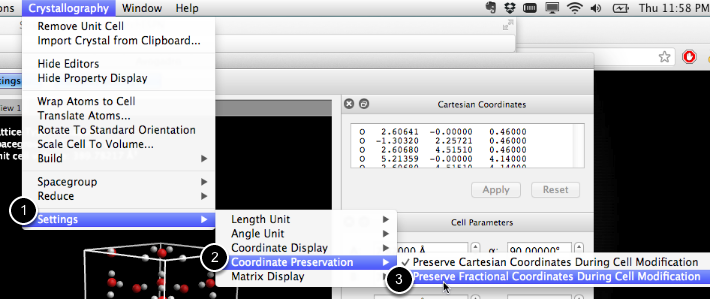 ons Crystallography Window Help Thu 11:58 PM
Remove Unit Cell
Import Crystal from Clipboard...
Hide Editors
Hide Property Display
tings
View 1
Wrap Atoms to Cell
Translate Atoms...
Rotate To Standard Orientation
Scale Cell To Volume...
Build
Spacegroup
Reduce
1
Settings
Length Unit
Angle Unit
Coordinate Display
2
Coordinate Preservation
Matrix Display
Cartesian Coordinates
O 2.60641 -0.00000 0.46000
O -1.30320 2.25721 0.46000
O 2.60680 4.51510 0.46000
O 5.21359 -0.00000 4.14000
Apply Reset
Cell Parameters
0000 Å α: 90.00000°
✓ Preserve Cartesian Coordinates During Cell Modification
3
Preserve Fractional Coordinates During Cell Modification